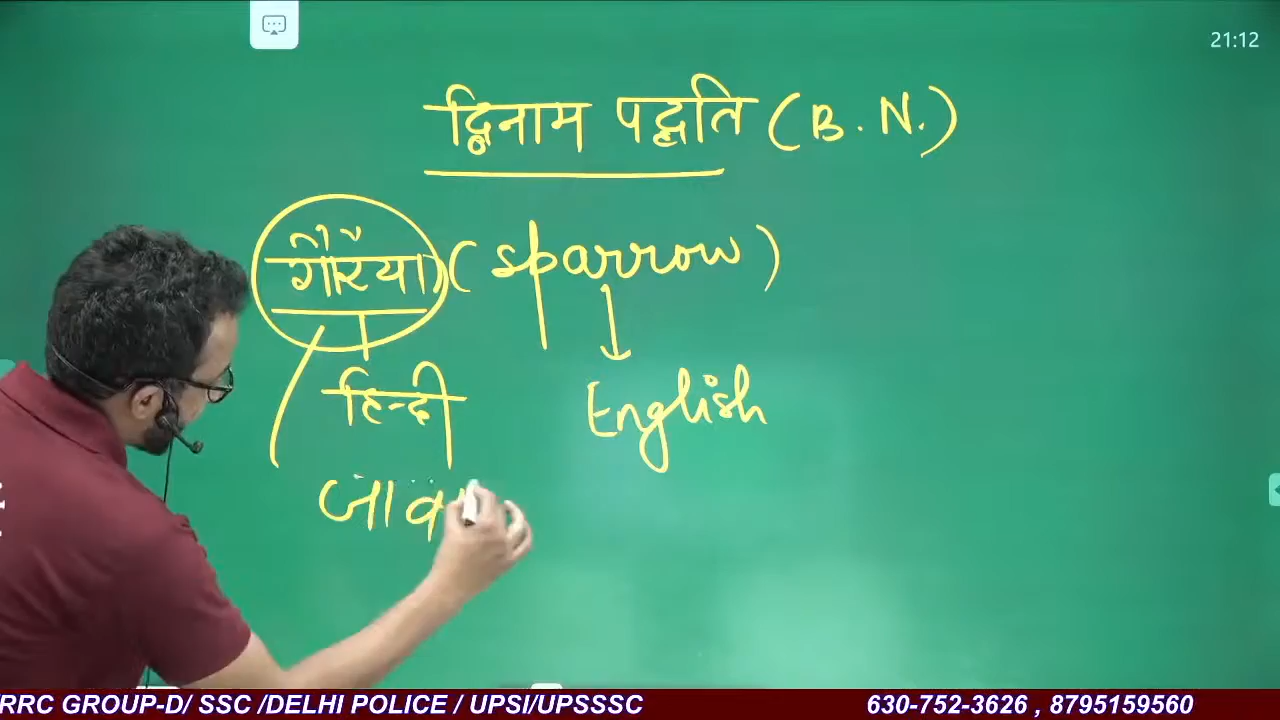 21:12
द्विनाम पद्धति (B.N.)
गौरैया (sparrow)
हिन्दी English
जाव
RRC GROUP-D/ SSC /DELHI POLICE / UPSI/UPSSSC 630-752-3626 , 8795159560